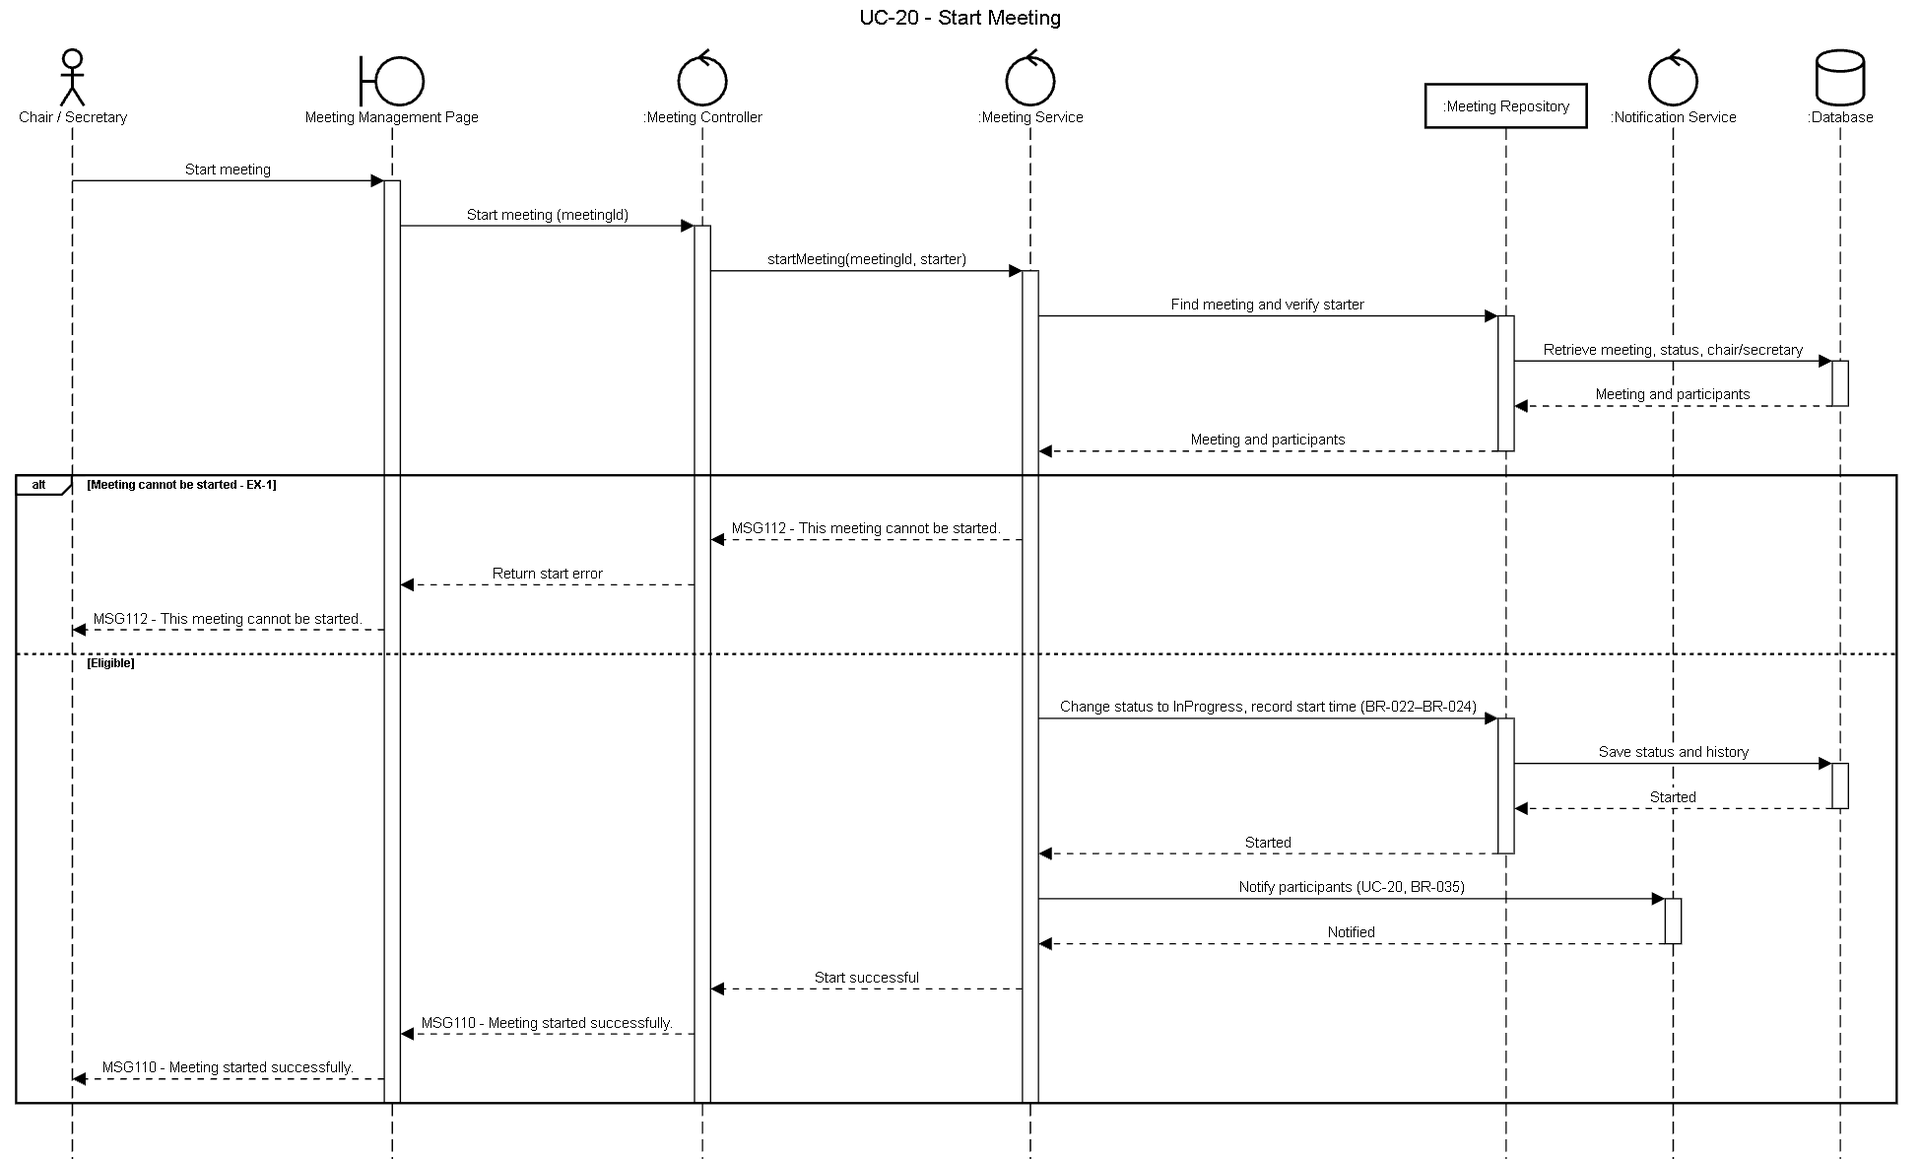 UC-20 - Start Meeting
Chair / Secretary
Meeting Management Page
:Meeting Controller
:Meeting Service
:Meeting Repository
:Notification Service
:Database
Start meeting
Start meeting (meetingId)
startMeeting(meetingId, starter)
Find meeting and verify starter
Retrieve meeting, status, chair/secretary
Meeting and participants
Meeting and participants
alt
[Meeting cannot be started - EX-1]
MSG112 - This meeting cannot be started.
Return start error
MSG112 - This meeting cannot be started.
[Eligible]
Change status to InProgress, record start time (BR-022–BR-024)
Save status and history
Started
Started
Notify participants (UC-20, BR-035)
Notified
Start successful
MSG110 - Meeting started successfully.
MSG110 - Meeting started successfully.